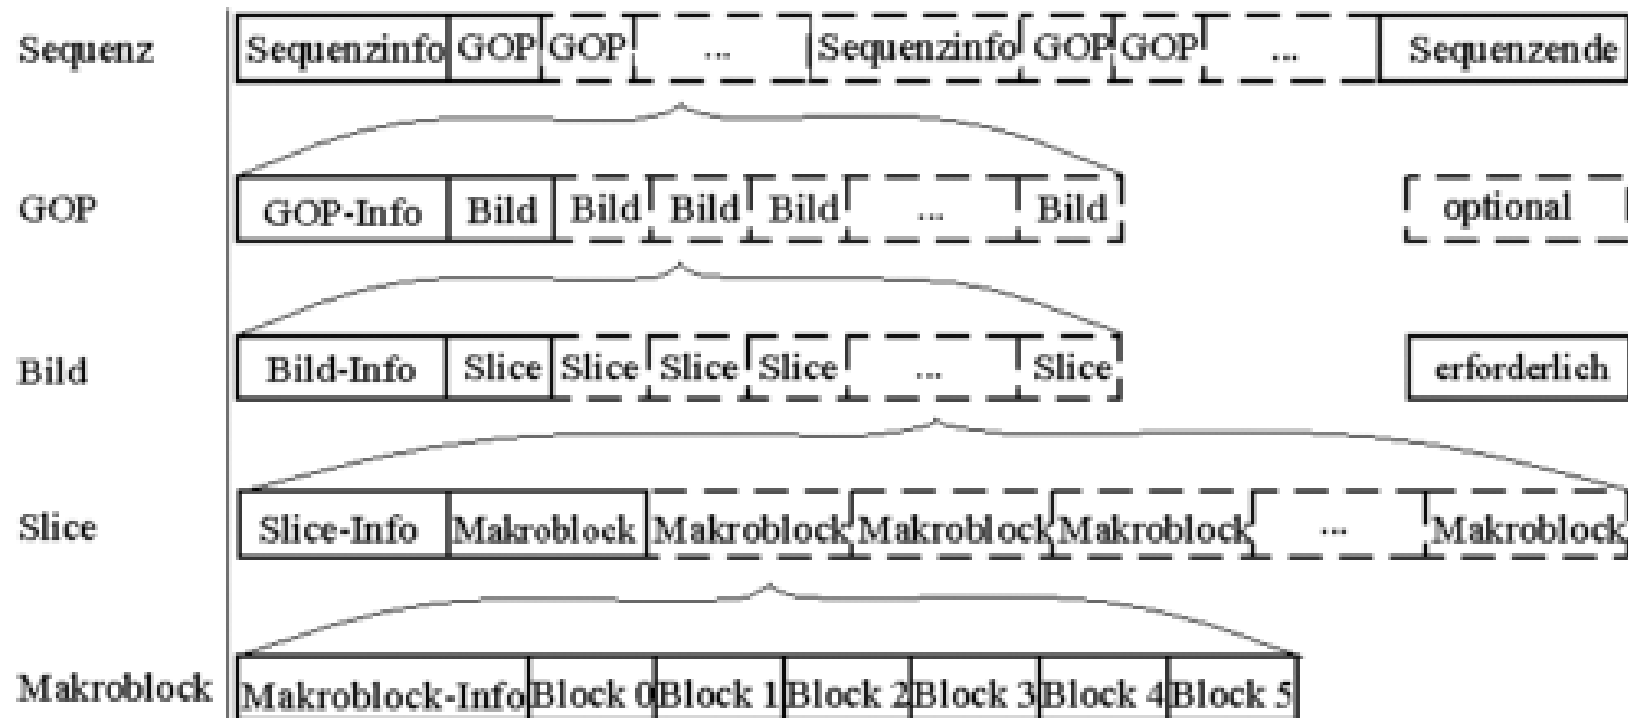 Sequenz Sequenzinfo GOP GOP ... Sequenzinfo GOP GOP ... Sequenzende
GOP GOP-Info Bild Bild Bild Bild ... Bild optional
Bild Bild-Info Slice Slice Slice Slice ... Slice erforderlich
Slice Slice-Info Makroblock Makroblock Makroblock Makroblock ... Makroblock
Makroblock Makroblock-Info Block 0 Block 1 Block 2 Block 3 Block 4 Block 5